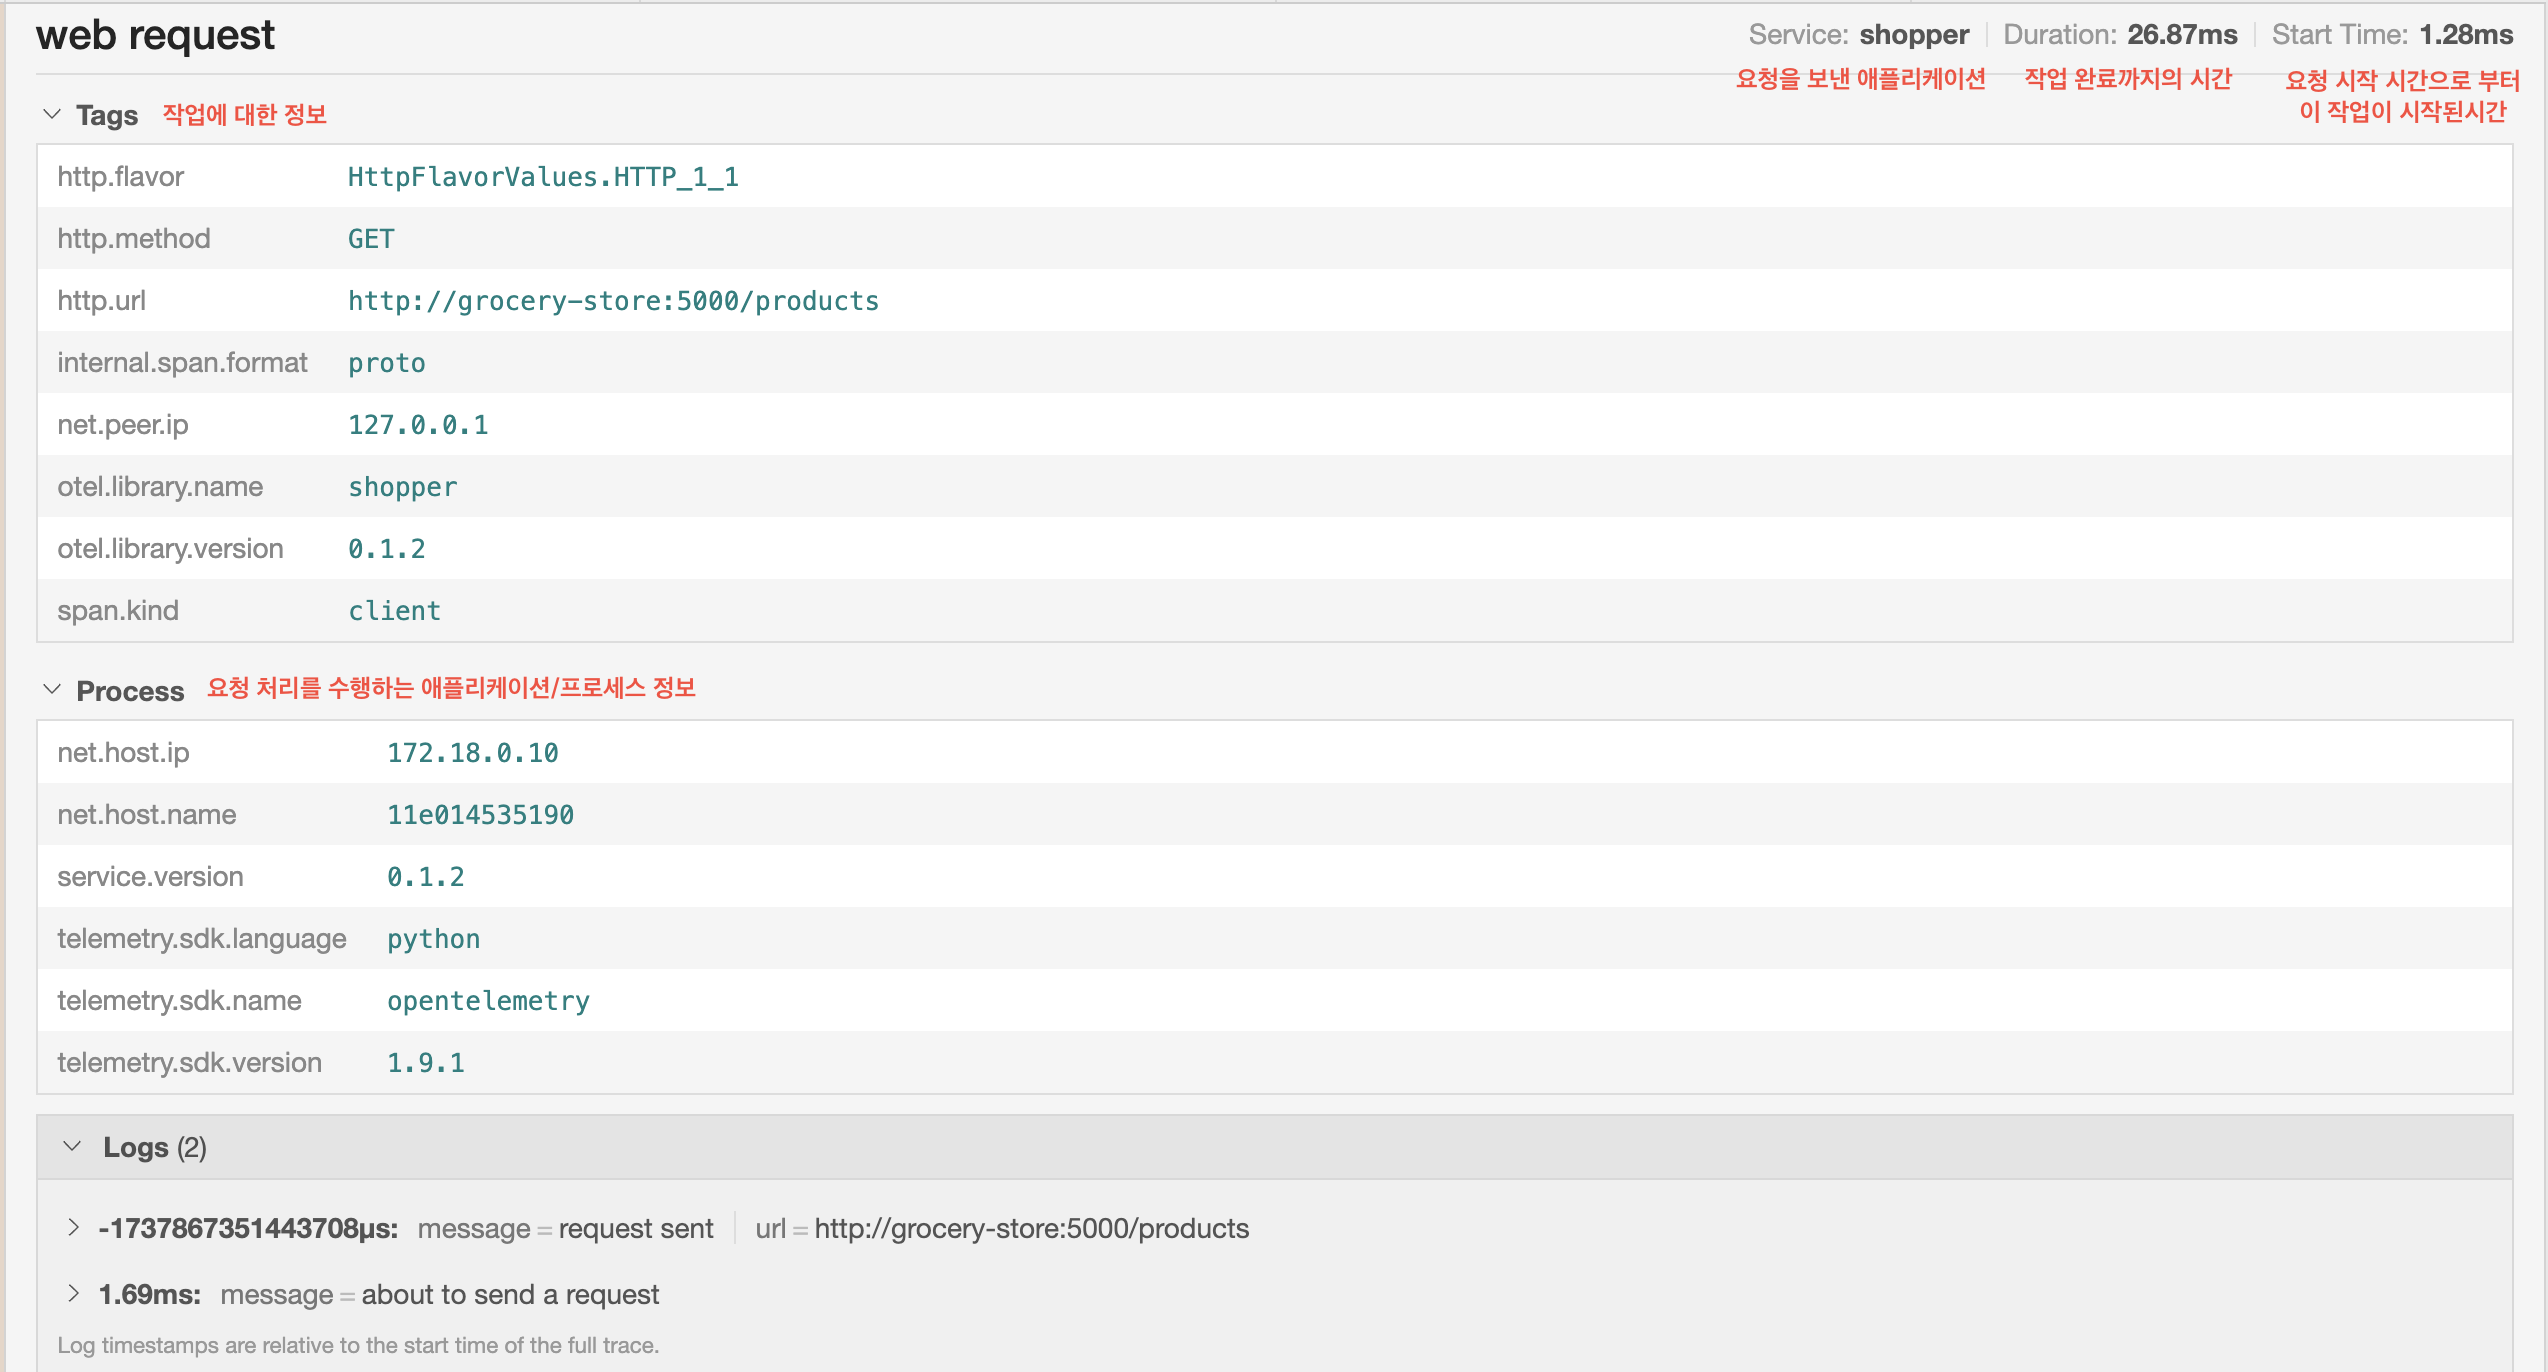 web request
Service: shopper Duration: 26.87ms Start Time: 1.28ms
요청을 보낸 애플리케이션 작업 완료까지의 시간 요청 시작 시간으로 부터
이 작업이 시작된시간
Tags 작업에 대한 정보
http.flavor HttpFlavorValues.HTTP_1_1
http.method GET
http.url http://grocery-store:5000/products
internal.span.format proto
net.peer.ip 127.0.0.1
otel.library.name shopper
otel.library.version 0.1.2
span.kind client
Process 요청 처리를 수행하는 애플리케이션/프로세스 정보
net.host.ip 172.18.0.10
net.host.name 11e014535190
service.version 0.1.2
telemetry.sdk.language python
telemetry.sdk.name opentelemetry
telemetry.sdk.version 1.9.1
Logs (2)
-1737867351443708μs: message = request sent url = http://grocery-store:5000/products
1.69ms: message = about to send a request
Log timestamps are relative to the start time of the full trace.